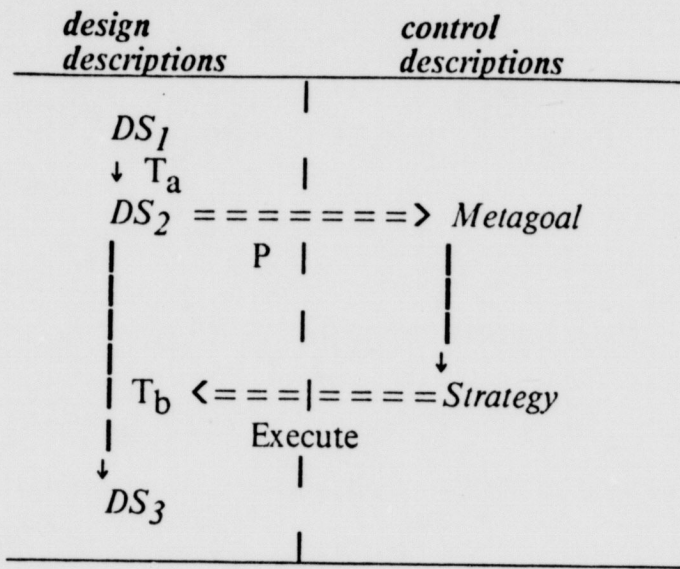 design control
descriptions descriptions
DS1
Ta
DS2 =======> Metagoal
P
Tb <=======Strategy
Execute
DS3